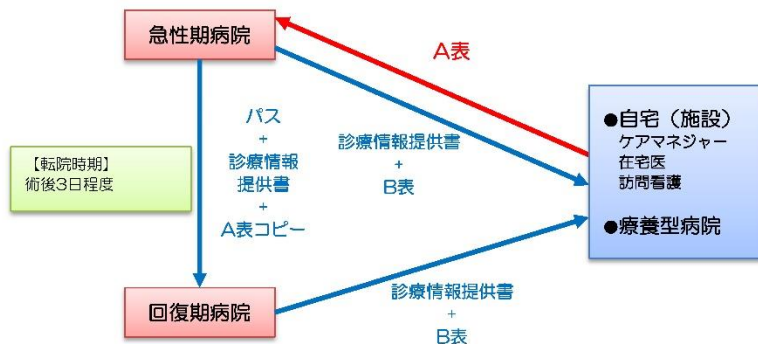 急性期病院
A表
パス
+
診療情報
提供書
+
A表コピー
診療情報提供書
+
B表
【転院時期】
術後3日程度
●自宅（施設）
ケアマネジャー
在宅医
訪問看護
●療養型病院
回復期病院
診療情報提供書
+
B表